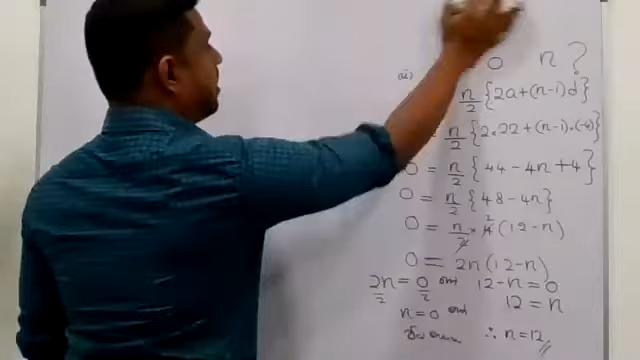 0 n ?
(ii) n/2 {2a+(n-1)d}
= n/2 {2×22+(n-1)×(-4)}
0 = n/2 {44-4n+4}
0 = n/2 {48-4n}
0 = n/2 × 4 2 (12-n)
0 = 2n(12-n)
2n/2 = 0/2 12-n=0
n=0 12=n
∴ n=12